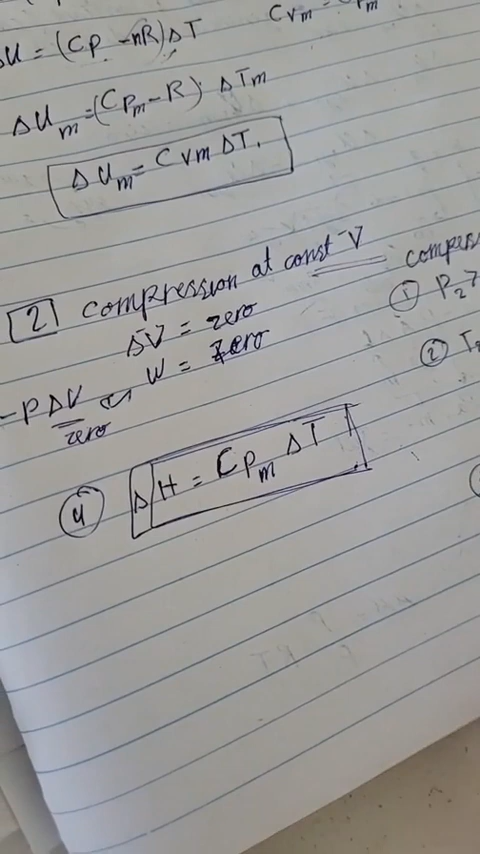 ΔU = (Cp - nR) ΔT
Cvm = Cpm
ΔUm = (Cpm - R) ΔTm
ΔUm = Cvm ΔT.
[2] compression at const V
ΔV = zero
-PΔV
W = zero
zero
(4) ΔH = Cpm ΔT
① P2 >
②